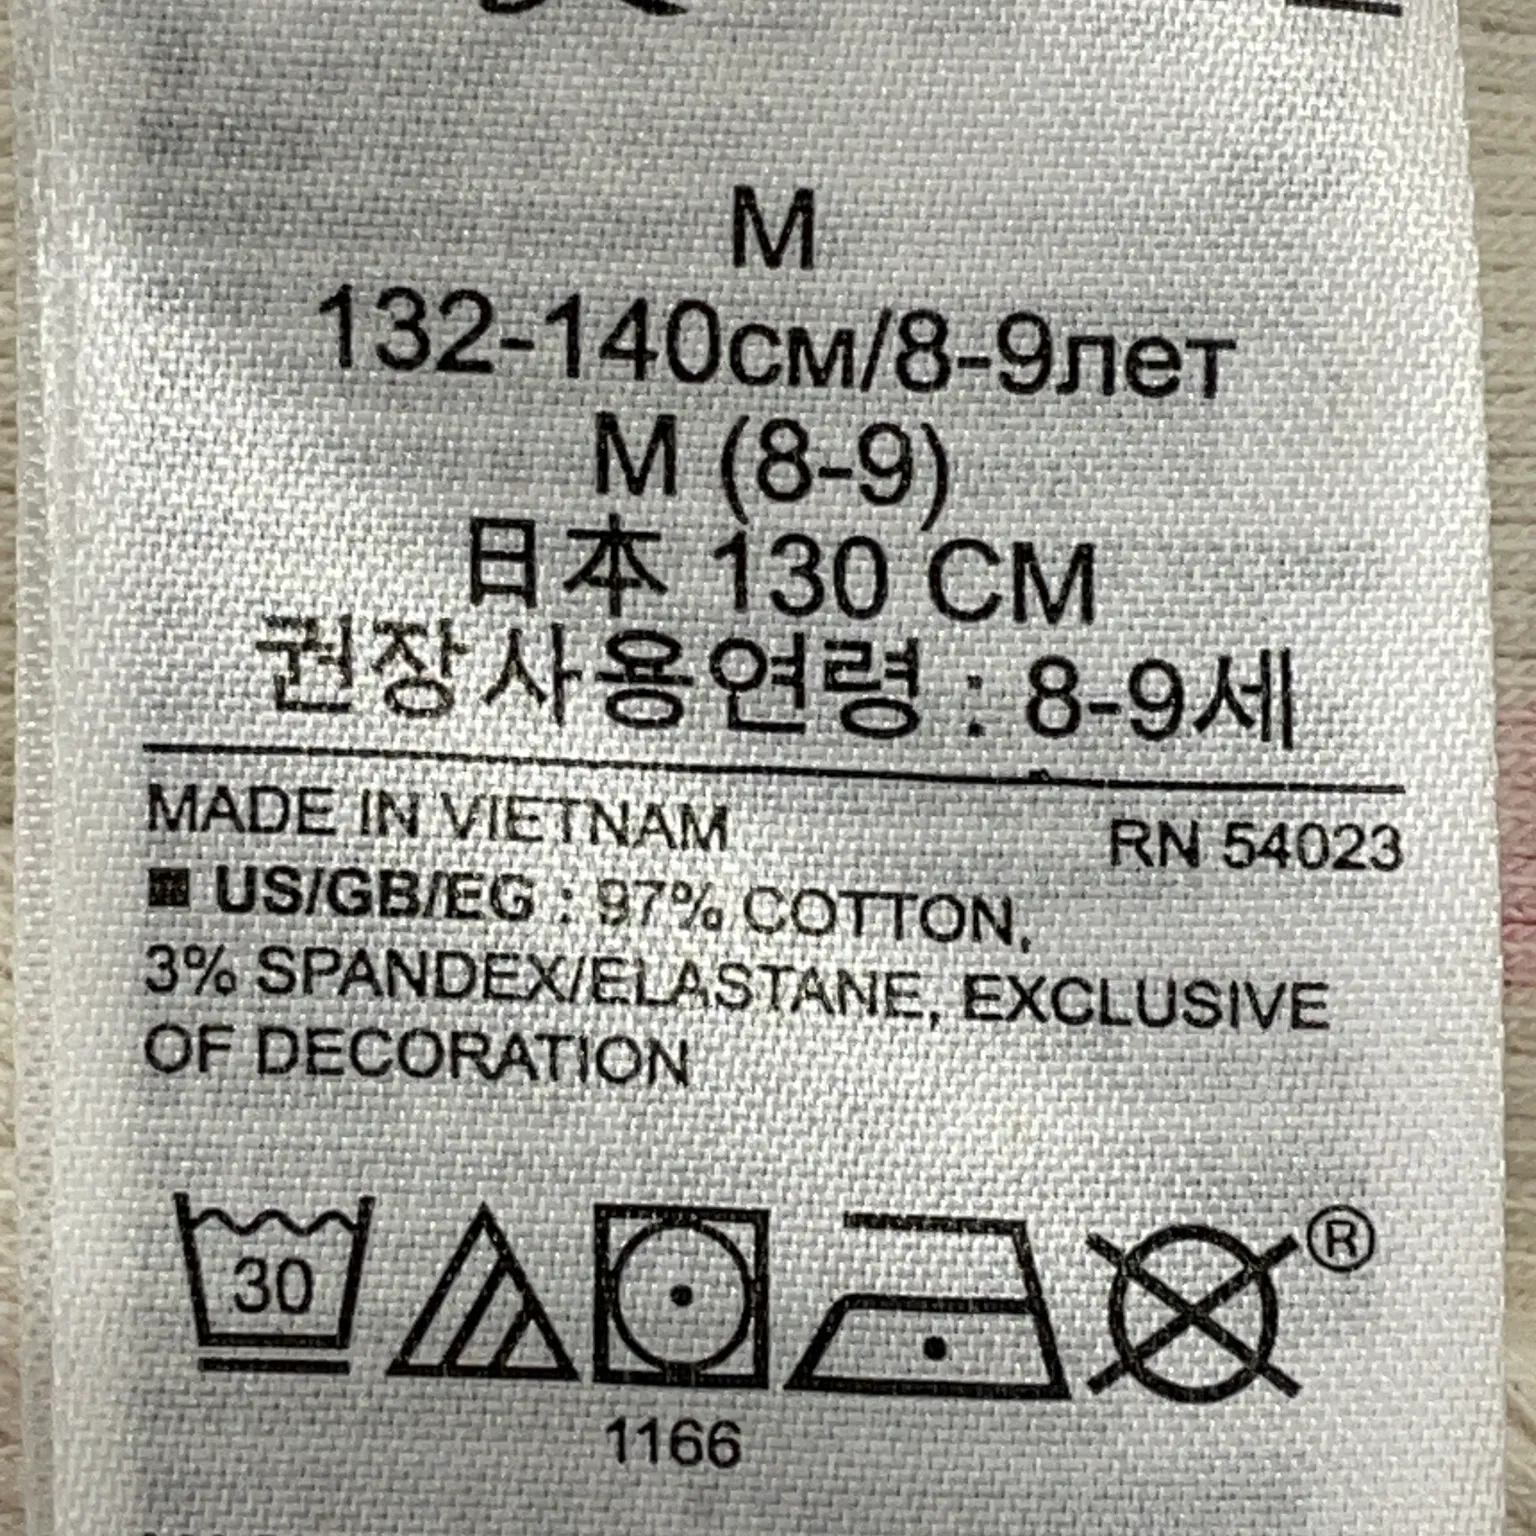 M
132-140см/8-9лет
M (8-9)
日本 130 CM
권장사용연령 : 8-9세
MADE IN VIETNAM
RN 54023
US/GB/EG : 97% COTTON,
3% SPANDEX/ELASTANE, EXCLUSIVE
OF DECORATION
30
®
1166